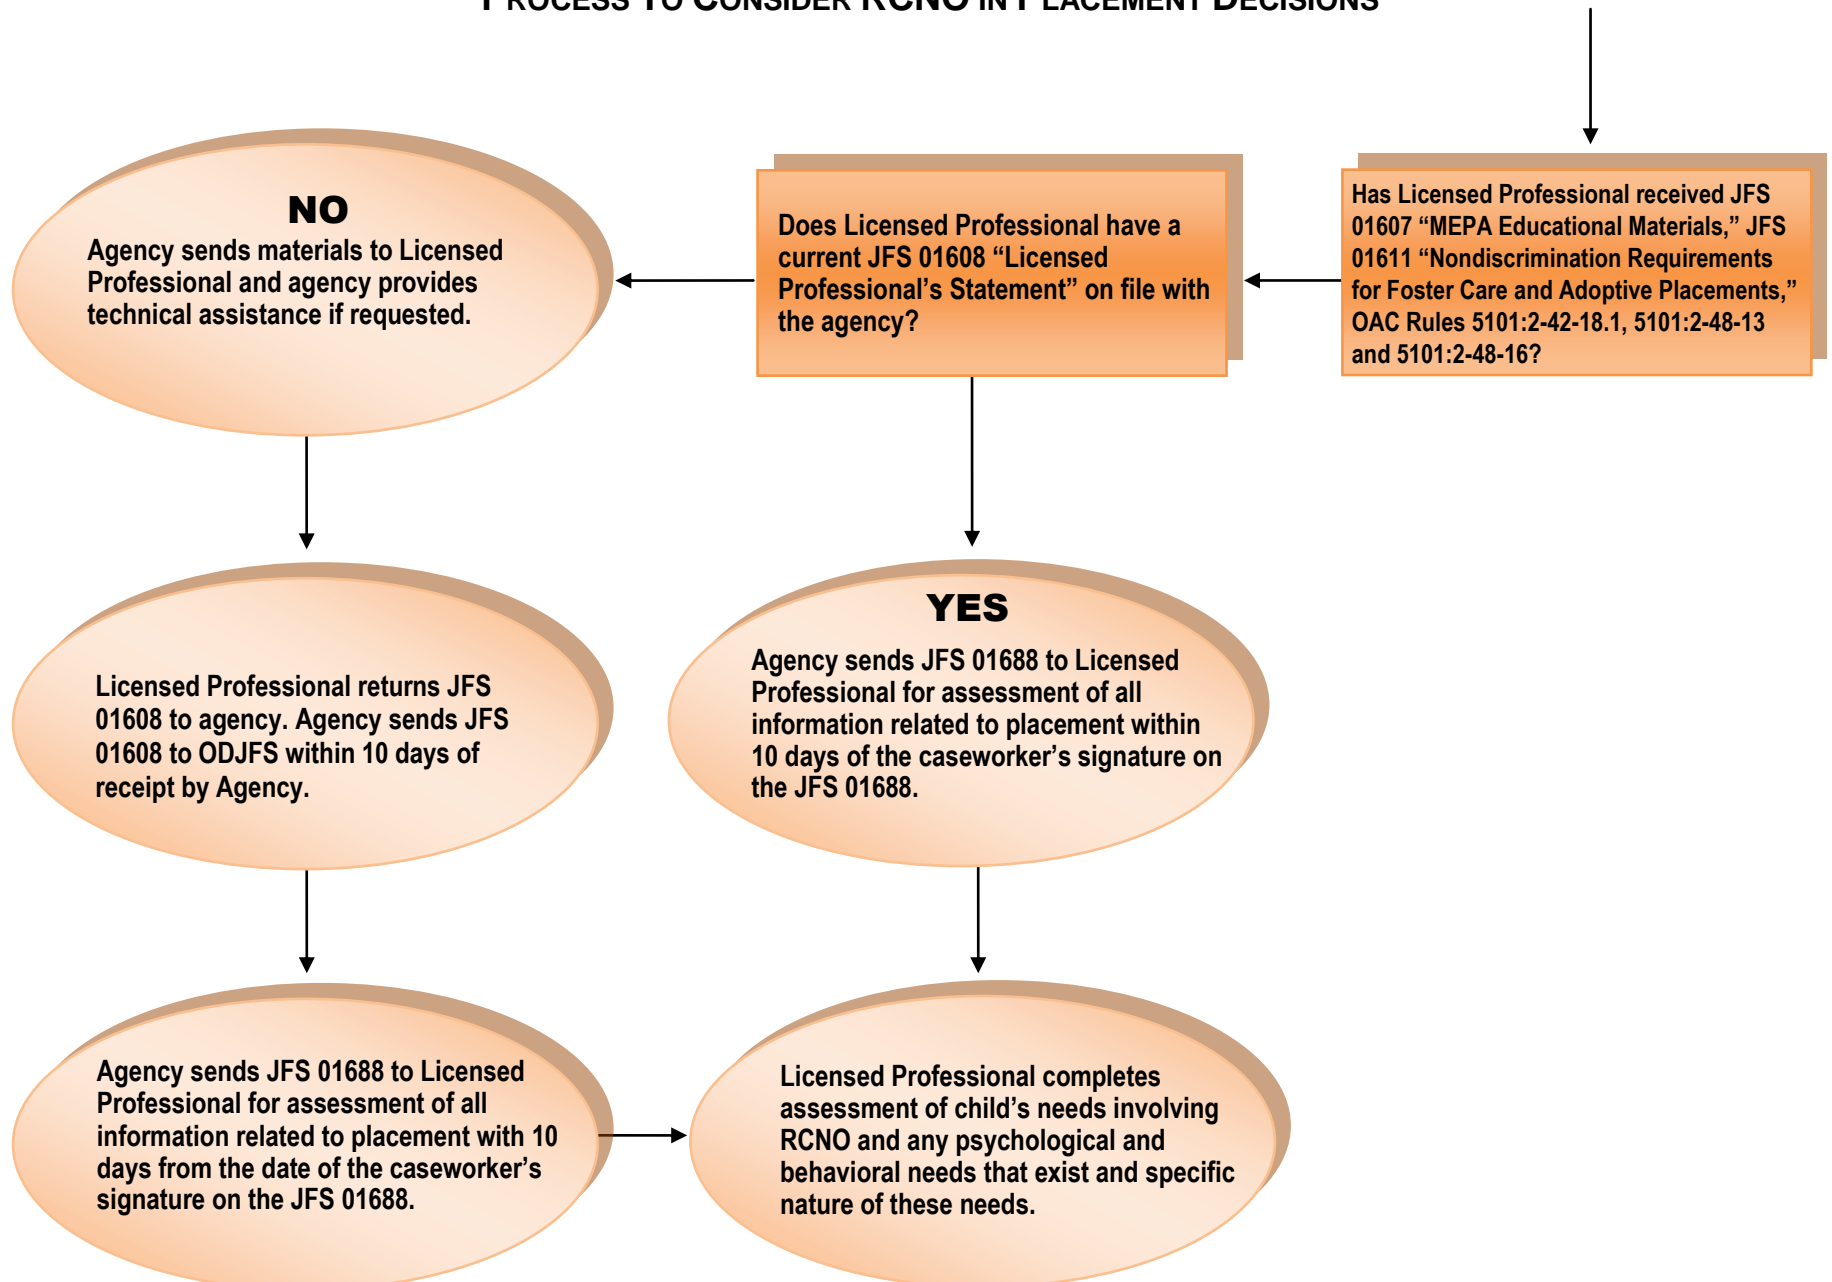 PROCESS TO CONSIDER RCNO IN PLACEMENT DECISIONS
NO
Agency sends materials to Licensed
Professional and agency provides
technical assistance if requested.
Does Licensed Professional have a
current JFS 01608 “Licensed
Professional’s Statement” on file with
the agency?
Has Licensed Professional received JFS
01607 “MEPA Educational Materials,” JFS
01611 “Nondiscrimination Requirements
for Foster Care and Adoptive Placements,”
OAC Rules 5101:2-42-18.1, 5101:2-48-13
and 5101:2-48-16?
Licensed Professional returns JFS
01608 to agency. Agency sends JFS
01608 to ODJFS within 10 days of
receipt by Agency.
YES
Agency sends JFS 01688 to Licensed
Professional for assessment of all
information related to placement within
10 days of the caseworker’s signature on
the JFS 01688.
Agency sends JFS 01688 to Licensed
Professional for assessment of all
information related to placement with 10
days from the date of the caseworker’s
signature on the JFS 01688.
Licensed Professional completes
assessment of child’s needs involving
RCNO and any psychological and
behavioral needs that exist and specific
nature of these needs.